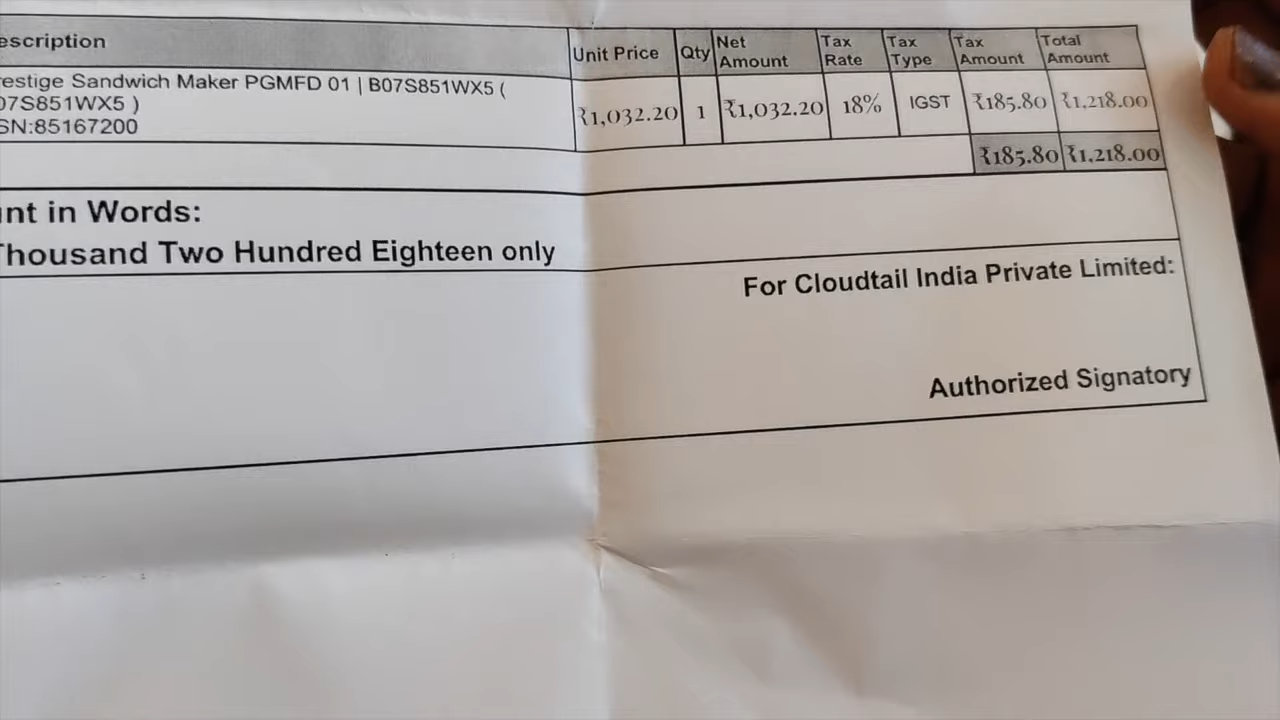 escription Unit Price Qty Net Amount Tax Rate Tax Type Tax Amount Total Amount
restige Sandwich Maker PGMFD 01 | B07S851WX5 (
07S851WX5 )
SN:85167200
₹1,032.20 1 ₹1,032.20 18% IGST ₹185.80 ₹1,218.00
₹185.80 ₹1,218.00
unt in Words:
Thousand Two Hundred Eighteen only
For Cloudtail India Private Limited:
Authorized Signatory